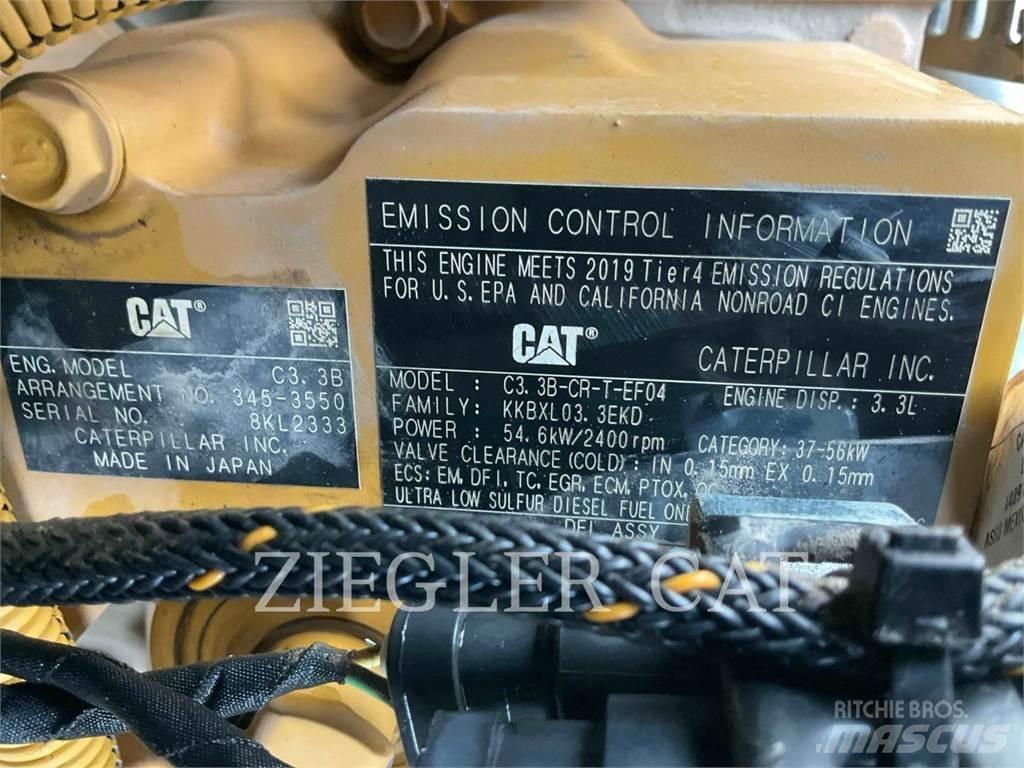 CAT®
ENG. MODEL C3.3B
ARRANGEMENT NO. 345-3550
SERIAL NO. 8KL2333
CATERPILLAR INC.
MADE IN JAPAN
EMISSION CONTROL INFORMATION
THIS ENGINE MEETS 2019 Tier4 EMISSION REGULATIONS
FOR U.S. EPA AND CALIFORNIA NONROAD CI ENGINES.
CAT® CATERPILLAR INC.
MODEL : C3.3B-CR-T-EF04 ENGINE DISP.: 3.3L
FAMILY: KKBXL03.3EKD
POWER : 54.6kW/2400rpm CATEGORY: 37-56kW
VALVE CLEARANCE(COLD): IN 0.15mm EX 0.15mm
ECS: EM, DFI, TC, EGR, ECM, PTOX,
ULTRA LOW SULFUR DIESEL FUEL
ASSY
ZIEGLER CAT
RITCHIE BROS.
MASCUS